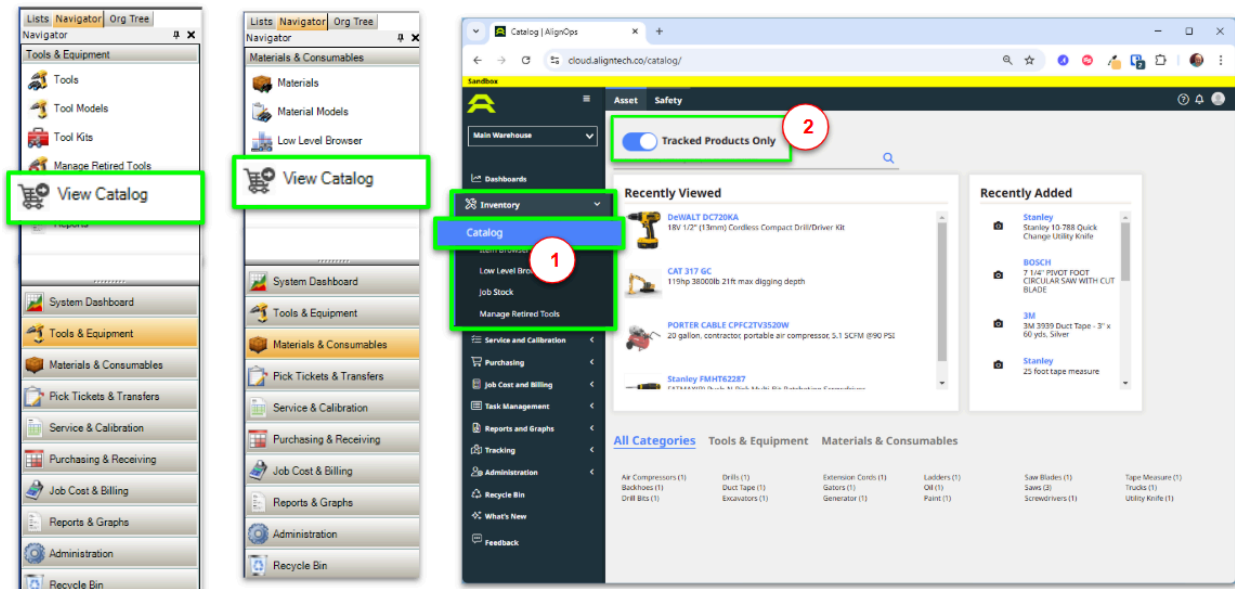 Lists Navigator Org Tree
Navigator
Tools & Equipment
Tools
Tool Models
Tool Kits
Manage Retired Tools
View Catalog
Reports
System Dashboard
Tools & Equipment
Materials & Consumables
Pick Tickets & Transfers
Service & Calibration
Purchasing & Receiving
Job Cost & Billing
Reports & Graphs
Administration
Recycle Bin
Lists Navigator Org Tree
Navigator
Materials & Consumables
Materials
Material Models
Low Level Browser
View Catalog
System Dashboard
Tools & Equipment
Materials & Consumables
Pick Tickets & Transfers
Service & Calibration
Purchasing & Receiving
Job Cost & Billing
Reports & Graphs
Administration
Recycle Bin
Catalog | AlignOps
cloud.aligntech.co/catalog/
Sandbox
Asset Safety
Main Warehouse
Dashboards
Inventory
Catalog
Item Browser
Low Level
Job Stock
Manage Retired Tools
Service and Calibration
Purchasing
Job Cost and Billing
Task Management
Reports and Graphs
Tracking
Administration
Recycle Bin
What's New
Feedback
1
Tracked Products Only
2
Recently Viewed
DeWALT DC720KA
18V 1/2" (13mm) Cordless Compact Drill/Driver Kit
CAT 317 GC
119hp 38000lb 21ft max digging depth
PORTER CABLE CPFC2TV3520W
20 gallon, contractor, portable air compressor, 5.1 SCFM @90 PSI
Stanley FMHT62287
Recently Added
Stanley
Stanley 10-788 Quick
Change Utility Knife
BOSCH
7 1/4" PIVOT FOOT
CIRCULAR SAW WITH CUT
BLADE
3M
3M 3939 Duct Tape - 3" x
60 yds, Silver
Stanley
25 foot tape measure
All Categories Tools & Equipment Materials & Consumables
Air Compressors (1) Drills (1) Extension Cords (1) Ladders (1) Saw Blades (1) Tape Measure (1)
Backhoes (1) Duct Tape (1) Gators (1) Oil (1) Saws (3) Trucks (1)
Drill Bits (1) Excavators (1) Generator (1) Paint (1) Screwdrivers (1) Utility Knife (1)